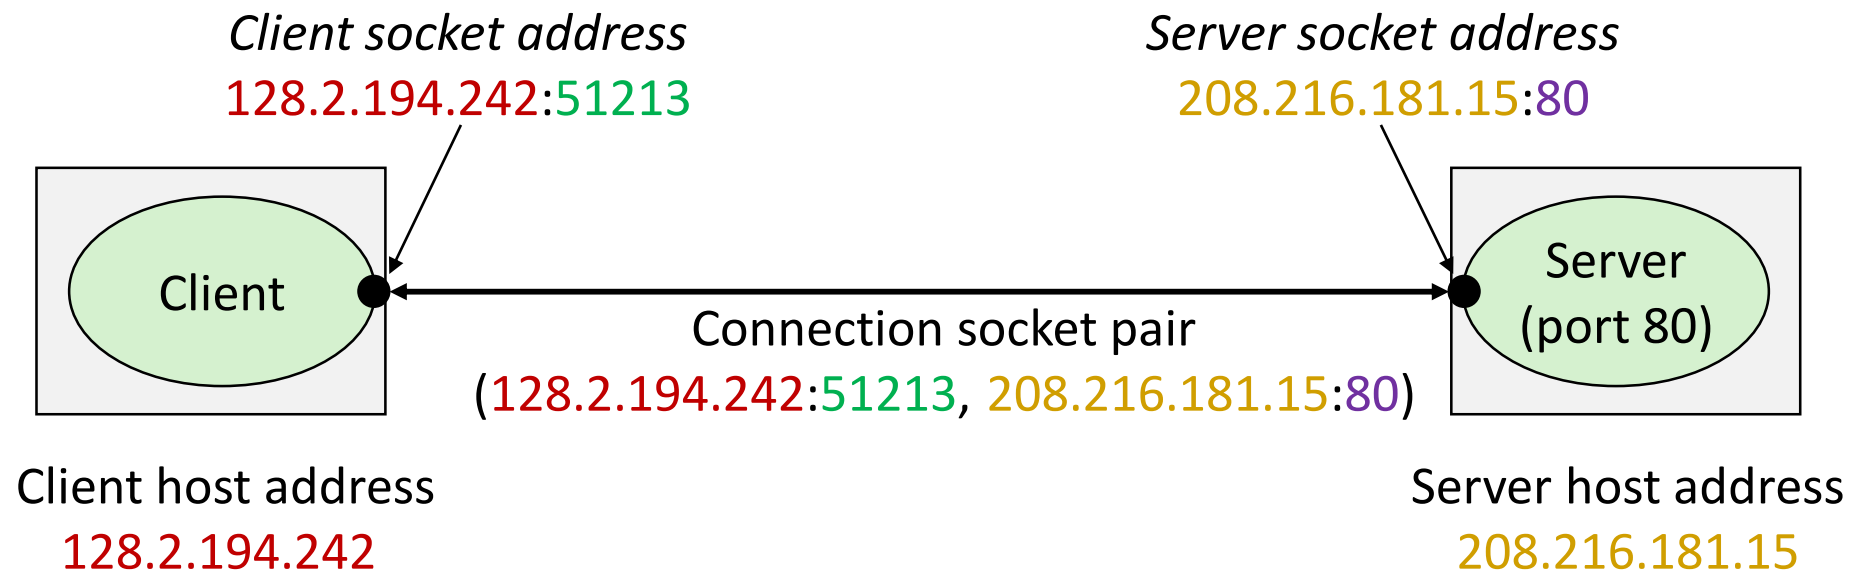 Client socket address
128.2.194.242:51213
Server socket address
208.216.181.15:80
Client
Server
(port 80)
Connection socket pair
(128.2.194.242:51213, 208.216.181.15:80)
Client host address
128.2.194.242
Server host address
208.216.181.15